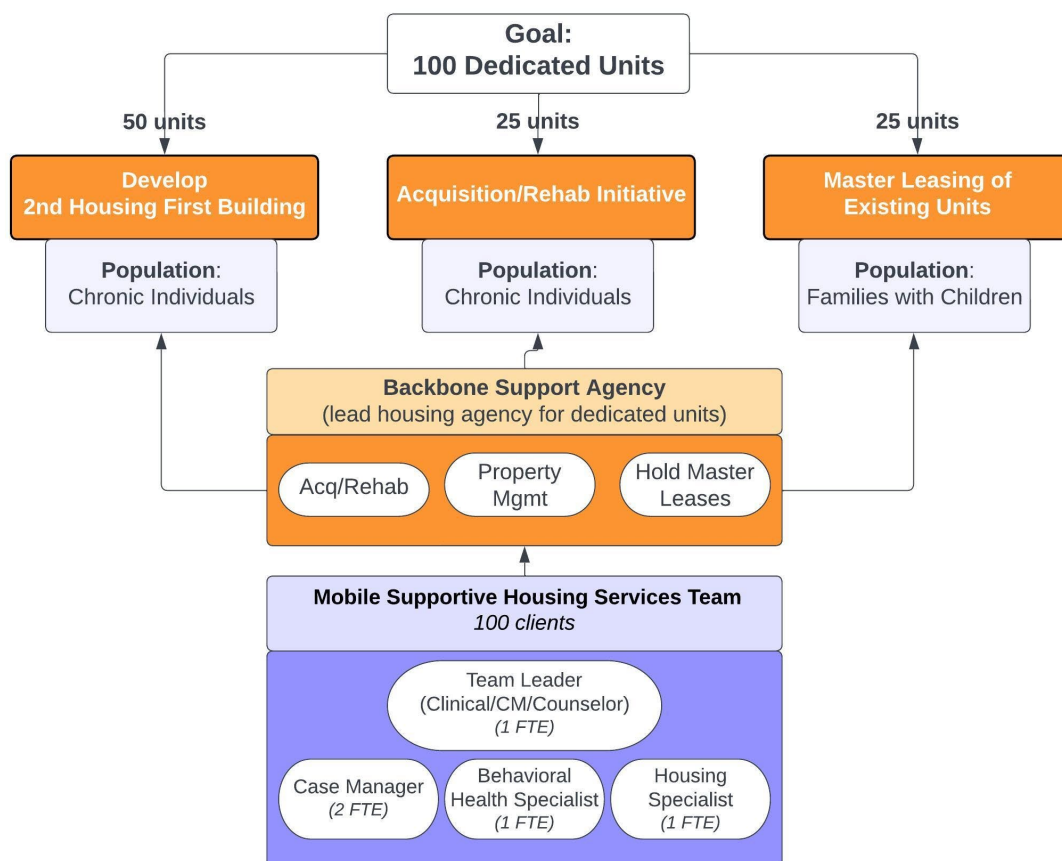 Goal:
100 Dedicated Units
50 units
25 units
25 units
Develop
2nd Housing First Building
Acquisition/Rehab Initiative
Master Leasing of
Existing Units
Population:
Chronic Individuals
Population:
Chronic Individuals
Population:
Families with Children
Backbone Support Agency
(lead housing agency for dedicated units)
Acq/Rehab
Property
Mgmt
Hold Master
Leases
Mobile Supportive Housing Services Team
100 clients
Team Leader
(Clinical/CM/Counselor)
(1 FTE)
Case Manager
(2 FTE)
Behavioral
Health Specialist
(1 FTE)
Housing
Specialist
(1 FTE)